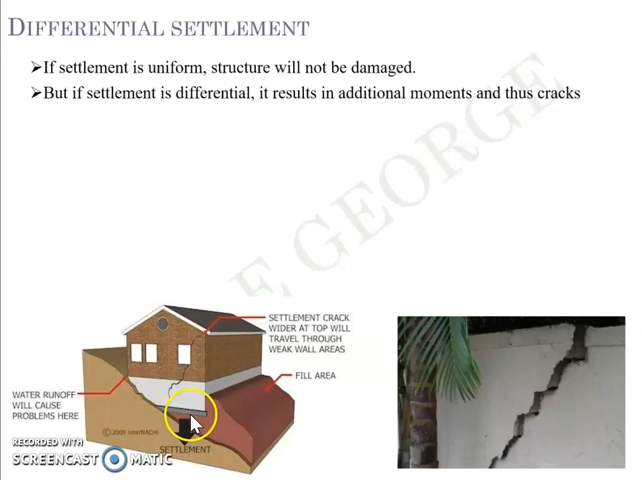 DIFFERENTIAL SETTLEMENT
➢If settlement is uniform, structure will not be damaged.
➢But if settlement is differential, it results in additional moments and thus cracks
E GEORGE
SETTLEMENT CRACK
WIDER AT TOP WILL
TRAVEL THROUGH
WEAK WALL AREAS
FILL AREA
WATER RUNOFF
WILL CAUSE
PROBLEMS HERE
© 2009 InterNACHI
SETTLEMENT
RECORDED WITH
SCREENCAST MATIC